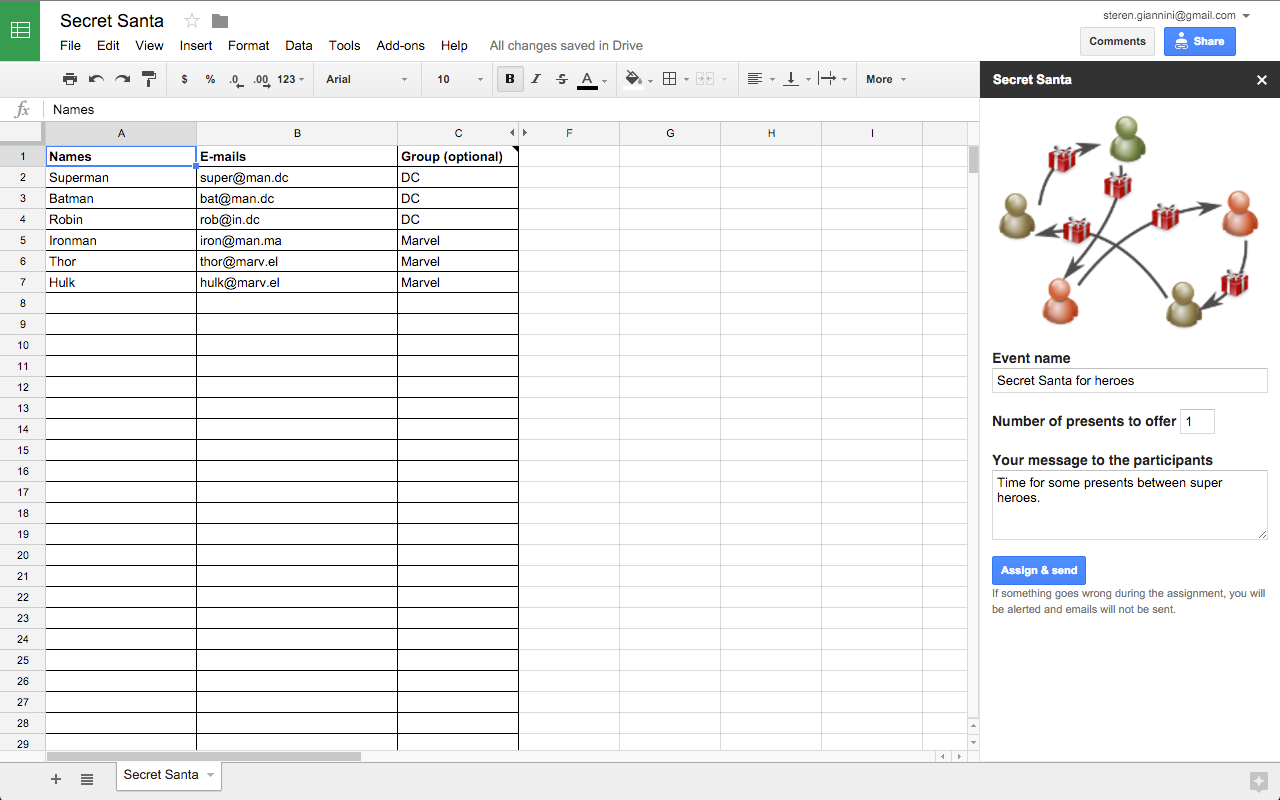 Secret Santa
steren.giannini@gmail.com
File Edit View Insert Format Data Tools Add-ons Help All changes saved in Drive
Comments Share
$ % .0 .00 123 Arial 10 B I S A More
Secret Santa
fx Names
A B C F G H I
1 Names E-mails Group (optional)
2 Superman super@man.dc DC
3 Batman bat@man.dc DC
4 Robin rob@in.dc DC
5 Ironman iron@man.ma Marvel
6 Thor thor@marv.el Marvel
7 Hulk hulk@marv.el Marvel
8
9
10
11
12
13
14
15
16
17
18
19
20
21
22
23
24
25
26
27
28
29
Event name
Secret Santa for heroes
Number of presents to offer 1
Your message to the participants
Time for some presents between super
heroes.
Assign & send
If something goes wrong during the assignment, you will
be alerted and emails will not be sent.
Secret Santa